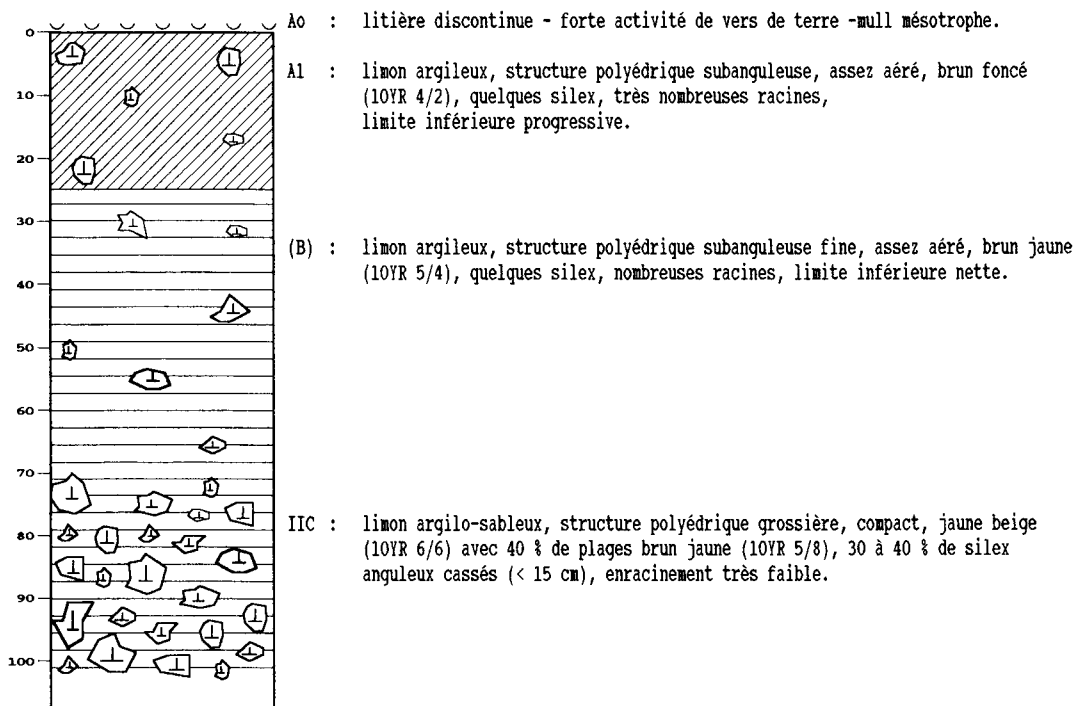 Ao : litière discontinue - forte activité de vers de terre -mull mésotrophe.
0
A1 : limon argileux, structure polyédrique subanguleuse, assez aéré, brun foncé
(10YR 4/2), quelques silex, très nombreuses racines,
limite inférieure progressive.
10
20
30
(B) : limon argileux, structure polyédrique subanguleuse fine, assez aéré, brun jaune
(10YR 5/4), quelques silex, nombreuses racines, limite inférieure nette.
40
50
60
70
IIC : limon argilo-sableux, structure polyédrique grossière, compact, jaune beige
(10YR 6/6) avec 40 % de plages brun jaune (10YR 5/8), 30 à 40 % de silex
anguleux cassés (< 15 cm), enracinement très faible.
80
90
100